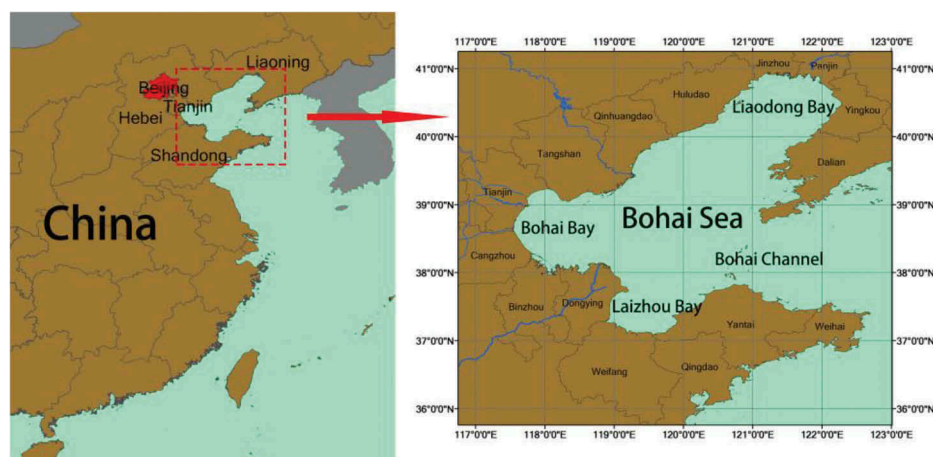 Liaoning
Beijing
Tianjin
Hebei
Shandong
China
117°0'0"E 118°0'0"E 119°0'0"E 120°0'0"E 121°0'0"E 122°0'0"E 123°0'0"E
41°0'0"N
40°0'0"N
39°0'0"N
38°0'0"N
37°0'0"N
36°0'0"N
Jinzhou
Panjin
Huludao
Liaodong Bay
Yingkou
Qinhuangdao
Tangshan
Dalian
Tianjin
Bohai Bay
Bohai Sea
Cangzhou
Bohai Channel
Binzhou
Dongying
Laizhou Bay
Yantai
Weihai
Weifang
Qingdao
41°0'0"N
40°0'0"N
39°0'0"N
38°0'0"N
37°0'0"N
36°0'0"N
117°0'0"E 118°0'0"E 119°0'0"E 120°0'0"E 121°0'0"E 122°0'0"E 123°0'0"E